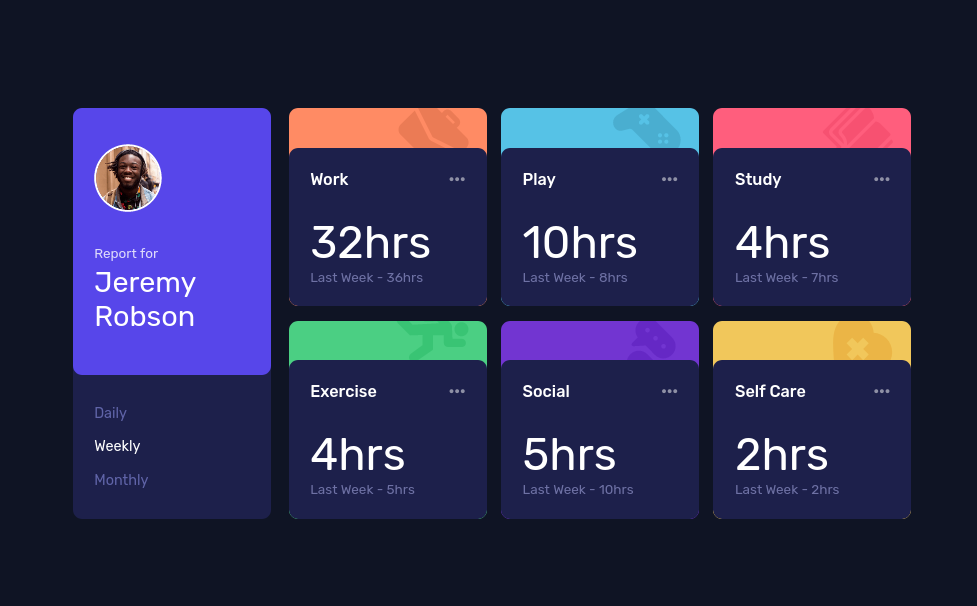 Report for
Jeremy
Robson
Daily
Weekly
Monthly
Work
32hrs
Last Week - 36hrs
Play
10hrs
Last Week - 8hrs
Study
4hrs
Last Week - 7hrs
Exercise
4hrs
Last Week - 5hrs
Social
5hrs
Last Week - 10hrs
Self Care
2hrs
Last Week - 2hrs